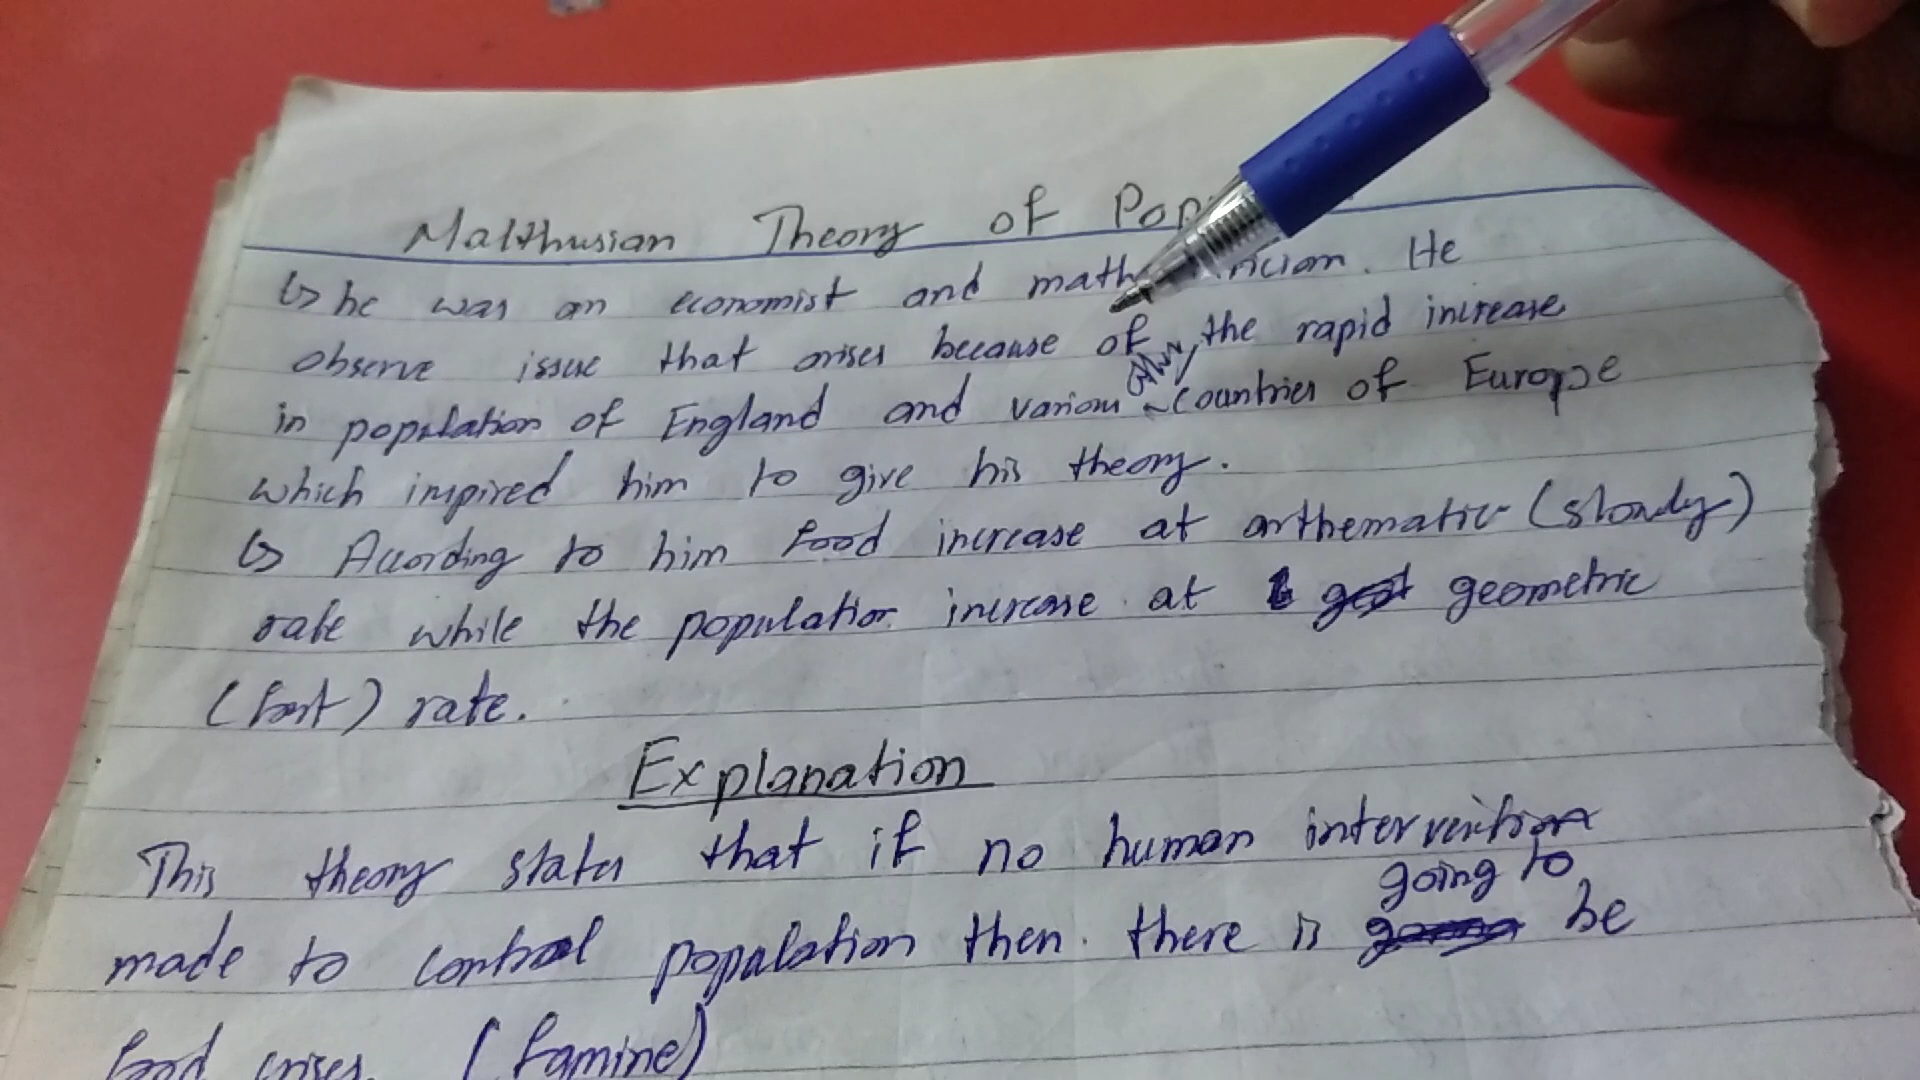 Malthusian Theory of Pop
↳ he was an economist and math rician. He
observe issue that arises because of the rapid increase
in population of England and various countries of Europe
which inspired him to give his theory.
↳ According to him food increase at arthematic (slowly)
rate while the population increase at geometric
(fast) rate.
Explanation
This theory states that if no human intervention
going to
made to control population then there is be
food crises. (famine)